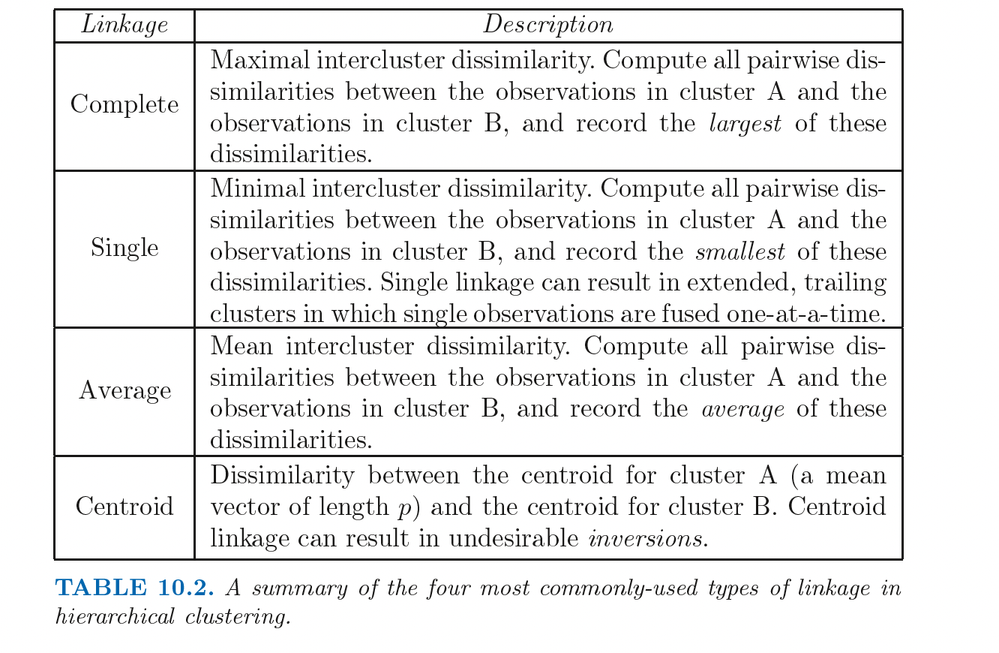 Linkage Description
Maximal intercluster dissimilarity. Compute all pairwise dis-
similarities between the observations in cluster A and the
Complete
observations in cluster B, and record the largest of these
dissimilarities.
Minimal intercluster dissimilarity. Compute all pairwise dis-
similarities between the observations in cluster A and the
Single
observations in cluster B, and record the smallest of these
dissimilarities. Single linkage can result in extended, trailing
clusters in which single observations are fused one-at-a-time.
Mean intercluster dissimilarity. Compute all pairwise dis-
similarities between the observations in cluster A and the
Average
observations in cluster B, and record the average of these
dissimilarities.
Dissimilarity between the centroid for cluster A (a mean
Centroid
vector of length p) and the centroid for cluster B. Centroid
linkage can result in undesirable inversions.
TABLE 10.2. A summary of the four most commonly-used types of linkage in
hierarchical clustering.